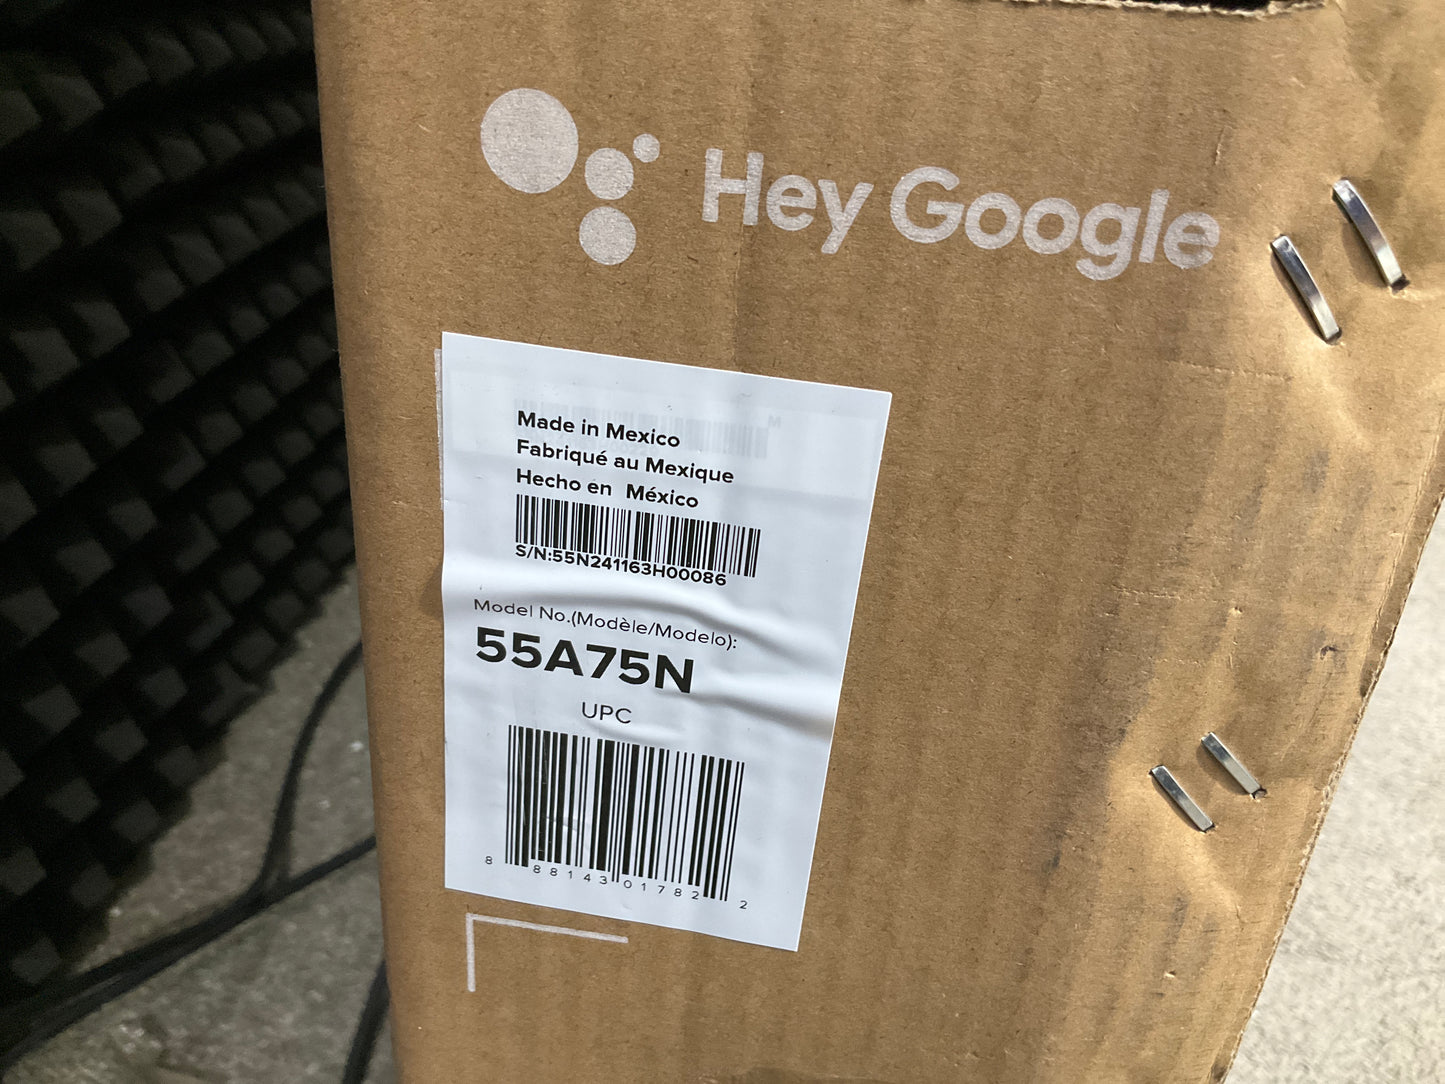 Hey Google
Made in Mexico
Fabriqué au Mexique
Hecho en México
S/N:55N241163H00086
Model No.(Modèle/Modelo):
55A75N
UPC
8 88143 01782 2